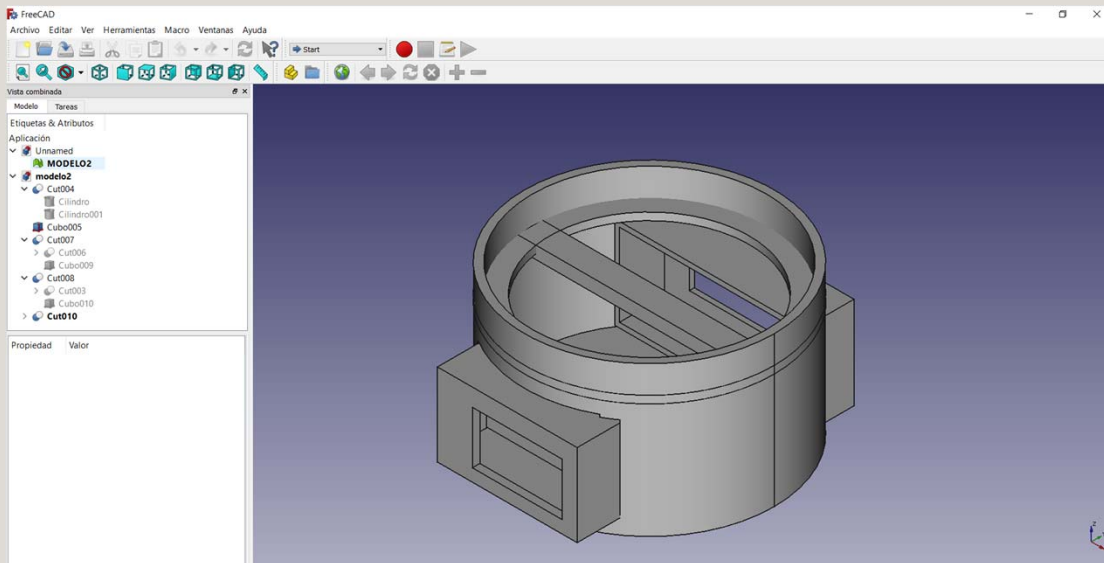 FreeCAD
Archivo Editar Ver Herramientas Macro Ventanas Ayuda
Start
Vista combinada
Modelo Tareas
Etiquetas & Atributos
Aplicación
Unnamed
MODELO2
modelo2
Cut004
Cilindro
Cilindro001
Cubo005
Cut007
Cut006
Cubo009
Cut008
Cut003
Cubo010
Cut010
Propiedad Valor
z